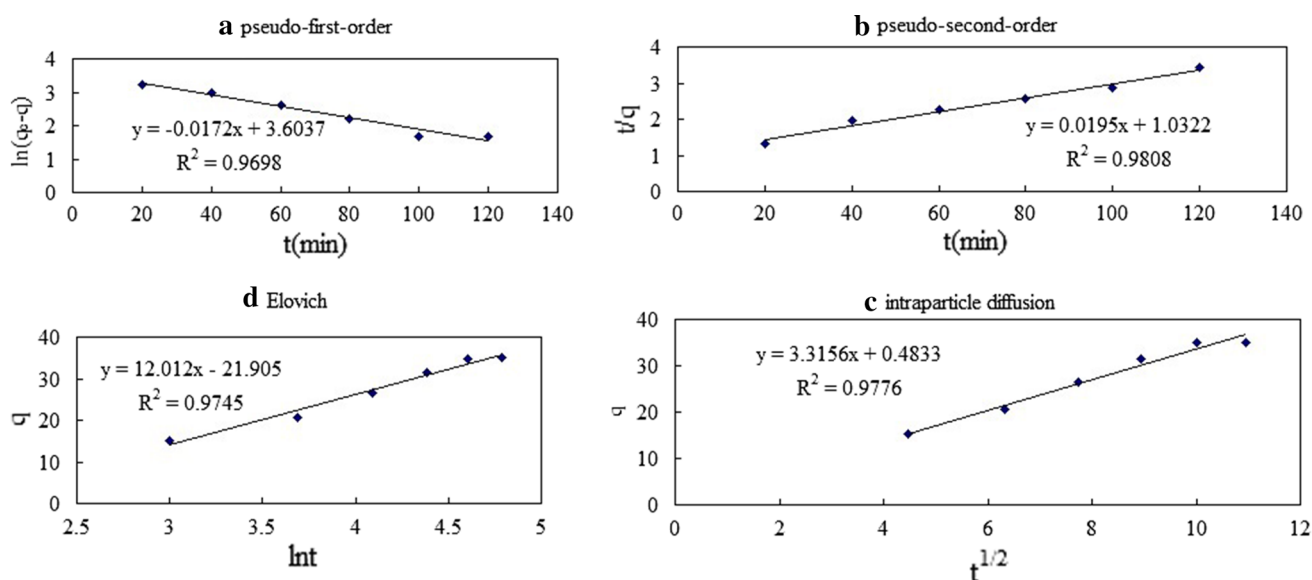 a pseudo-first-order
4
3
2
1
0
ln(qₑ-q)
y = -0.0172x + 3.6037
R² = 0.9698
0 20 40 60 80 100 120 140
t(min)
b pseudo-second-order
4
3
2
1
0
t/q
y = 0.0195x + 1.0322
R² = 0.9808
0 20 40 60 80 100 120 140
t(min)
d Elovich
40
30
20
10
0
q
y = 12.012x - 21.905
R² = 0.9745
2.5 3 3.5 4 4.5 5
lnt
c intraparticle diffusion
40
30
20
10
0
q
y = 3.3156x + 0.4833
R² = 0.9776
0 2 4 6 8 10 12
t^1/2